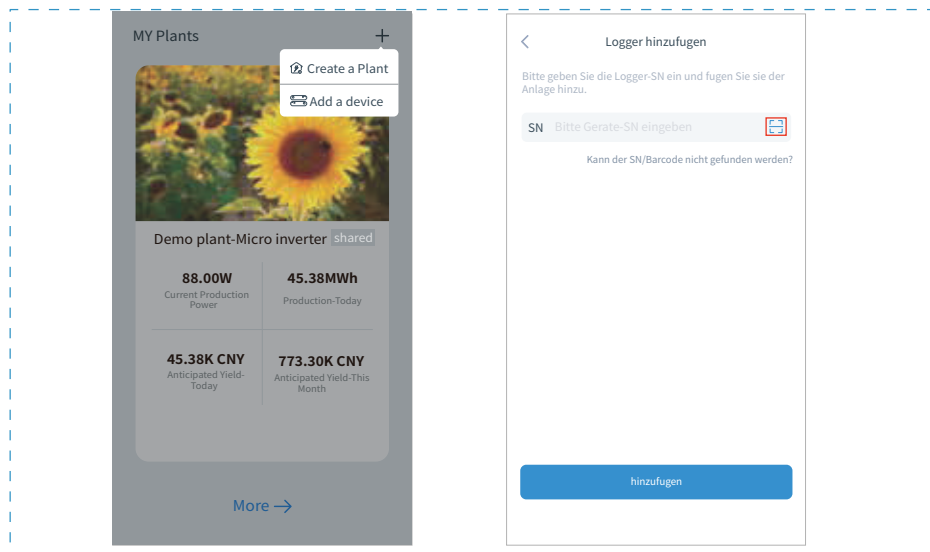 MY Plants
Create a Plant
Add a device
Demo plant-Micro inverter shared
88.00W
Current Production
Power
45.38MWh
Production-Today
45.38K CNY
Anticipated Yield-
Today
773.30K CNY
Anticipated Yield-This
Month
More
Logger hinzufugen
Bitte geben Sie die Logger-SN ein und fugen Sie sie der
Anlage hinzu.
SN Bitte Gerate-SN eingeben
Kann der SN/Barcode nicht gefunden werden?
hinzufugen